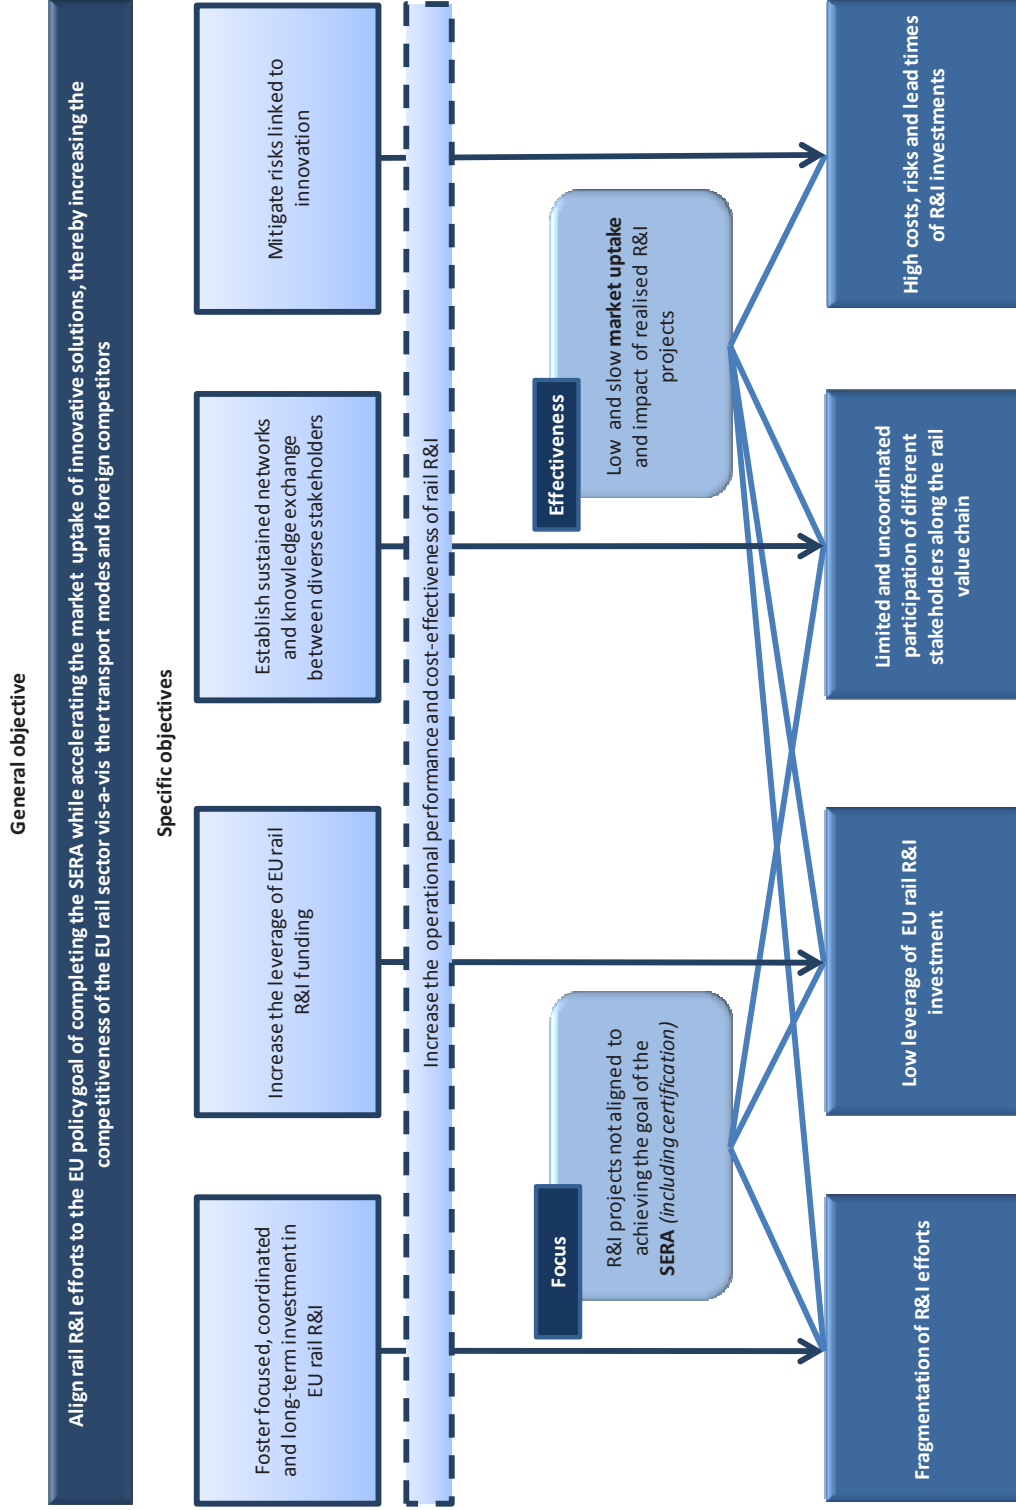 General objective
Align rail R&I efforts to the EU policy goal of completing the SERA while accelerating the market uptake of innovative solutions, thereby increasing the
competitiveness of the EU rail sector vis-a-vis ther transport modes and foreign competitors
Specific objectives
Foster focused, coordinated
and long-term investment in
EU rail R&I
Increase the leverage of EU rail
R&I funding
Establish sustained networks
and knowledge exchange
between diverse stakeholders
Mitigate risks linked to
innovation
Increase the operational performance and cost-effectiveness of rail R&I
Focus
R&I projects not aligned to
achieving the goal of the
SERA (including certification)
Effectiveness
Low and slow market uptake
and impact of realised R&I
projects
Fragmentation of R&I efforts
Low leverage of EU rail R&I
investment
Limited and uncoordinated
participation of different
stakeholders along the rail
value chain
High costs, risks and lead times
of R&I investments